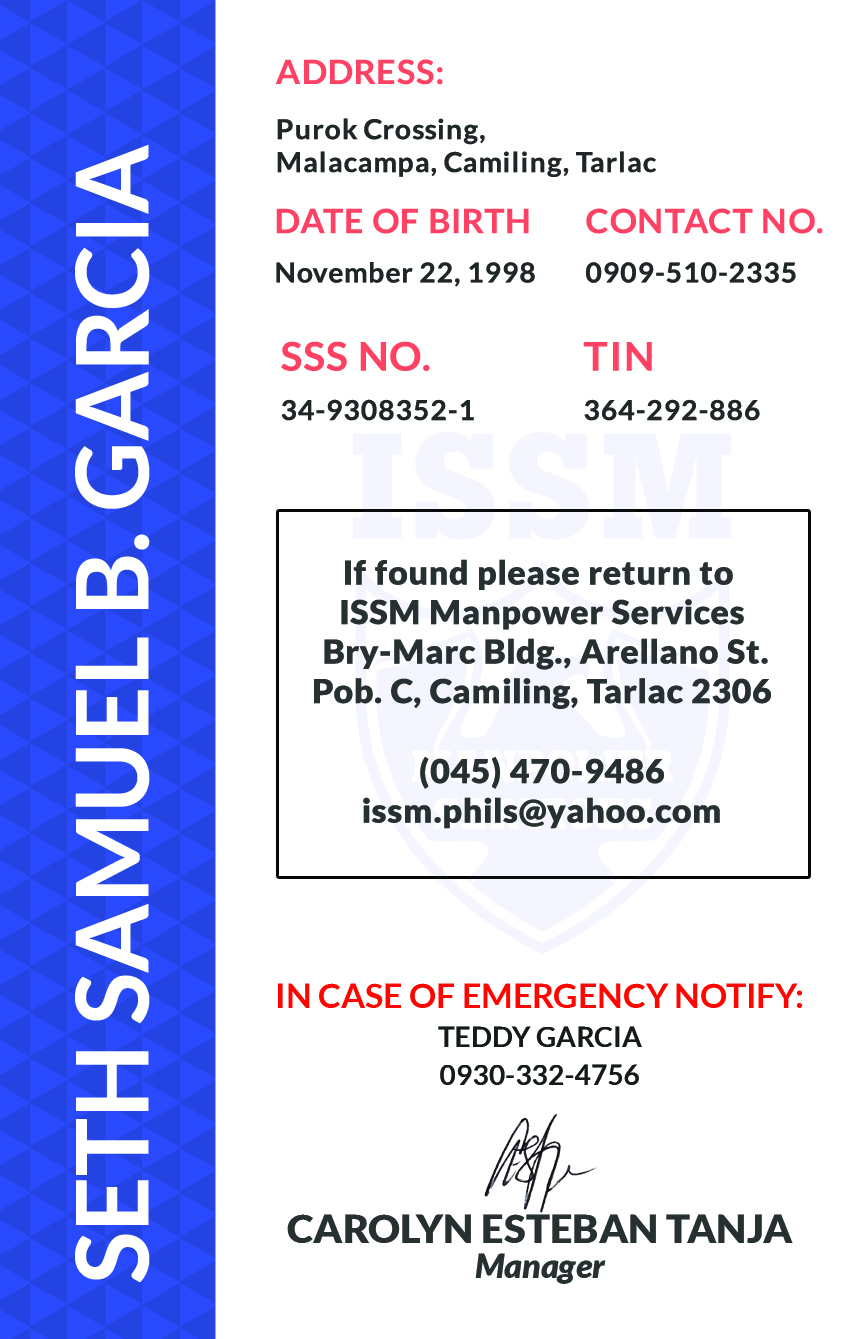 SETH SAMUEL B. GARCIA
ADDRESS:
Purok Crossing,
Malacampa, Camiling, Tarlac
DATE OF BIRTH
November 22, 1998
CONTACT NO.
0909-510-2335
SSS NO.
34-9308352-1
TIN
364-292-886
ISSM
If found please return to
ISSM Manpower Services
Bry-Marc Bldg., Arellano St.
Pob. C, Camiling, Tarlac 2306
(045) 470-9486
issm.phils@yahoo.com
IN CASE OF EMERGENCY NOTIFY:
TEDDY GARCIA
0930-332-4756
CAROLYN ESTEBAN TANJA
Manager